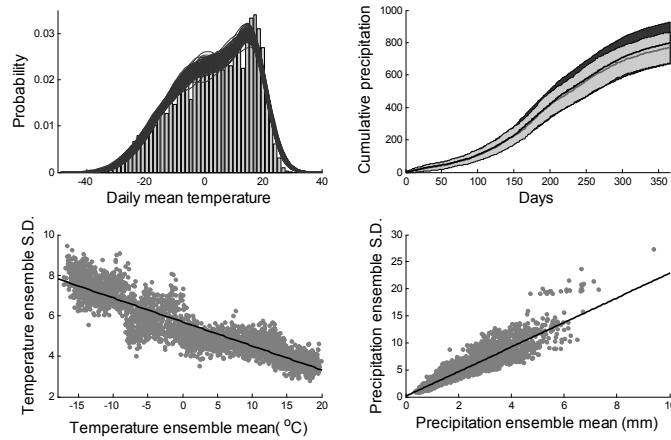 Probability
0.03
0.02
0.01
0
-40 -20 0 20 40
Daily mean temperature
Cumulative precipitation
1000
800
600
400
200
0
0 50 100 150 200 250 300 350
Days
Temperature ensemble S.D.
10
8
6
4
2
-15 -10 -5 0 5 10 15 20
Temperature ensemble mean( °C)
Precipitation ensemble S.D.
30
25
20
15
10
5
0
0 2 4 6 8 10
Precipitation ensemble mean (mm)